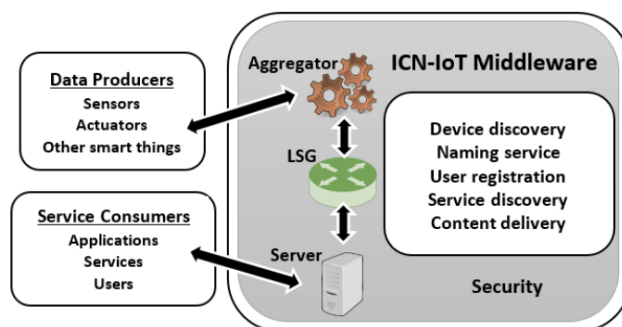 Data Producers
Sensors
Actuators
Other smart things
Service Consumers
Applications
Services
Users
Aggregator
LSG
Server
ICN-IoT Middleware
Device discovery
Naming service
User registration
Service discovery
Content delivery
Security